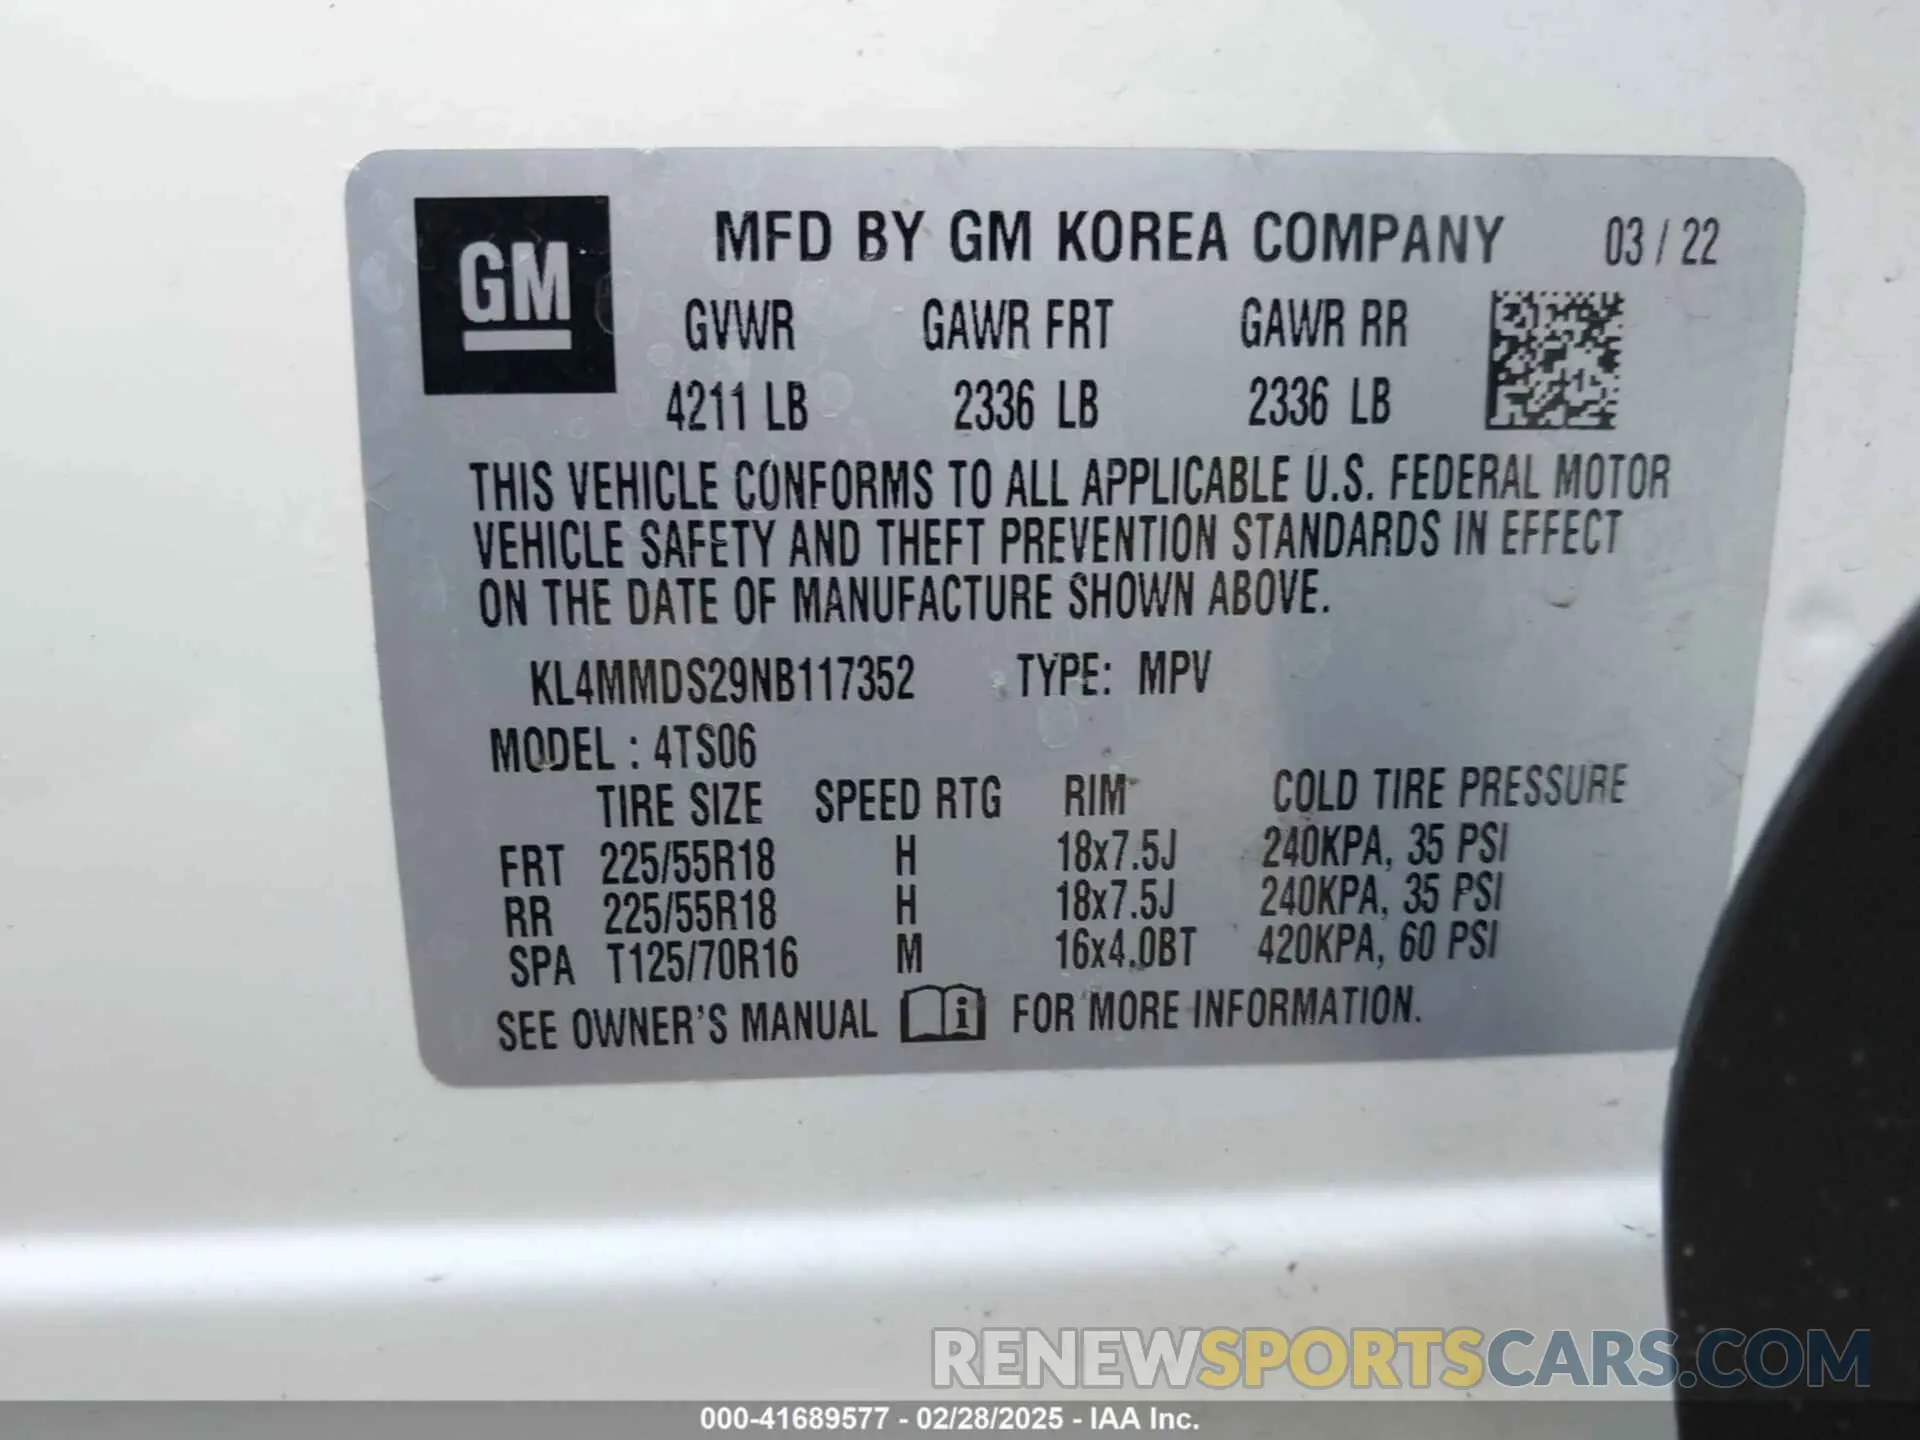 GM
MFD BY GM KOREA COMPANY 03 / 22
GVWR GAWR FRT GAWR RR
4211 LB 2336 LB 2336 LB
THIS VEHICLE CONFORMS TO ALL APPLICABLE U.S. FEDERAL MOTOR
VEHICLE SAFETY AND THEFT PREVENTION STANDARDS IN EFFECT
ON THE DATE OF MANUFACTURE SHOWN ABOVE.
KL4MMDS29NB117352 TYPE: MPV
MODEL : 4TS06
TIRE SIZE SPEED RTG RIM COLD TIRE PRESSURE
FRT 225/55R18 H 18x7.5J 240KPA, 35 PSI
RR 225/55R18 H 18x7.5J 240KPA, 35 PSI
SPA T125/70R16 M 16x4.0BT 420KPA, 60 PSI
SEE OWNER'S MANUAL i FOR MORE INFORMATION.
RENEWSPORTSCARS.COM
000-41689577 - 02/28/2025 - IAA Inc.